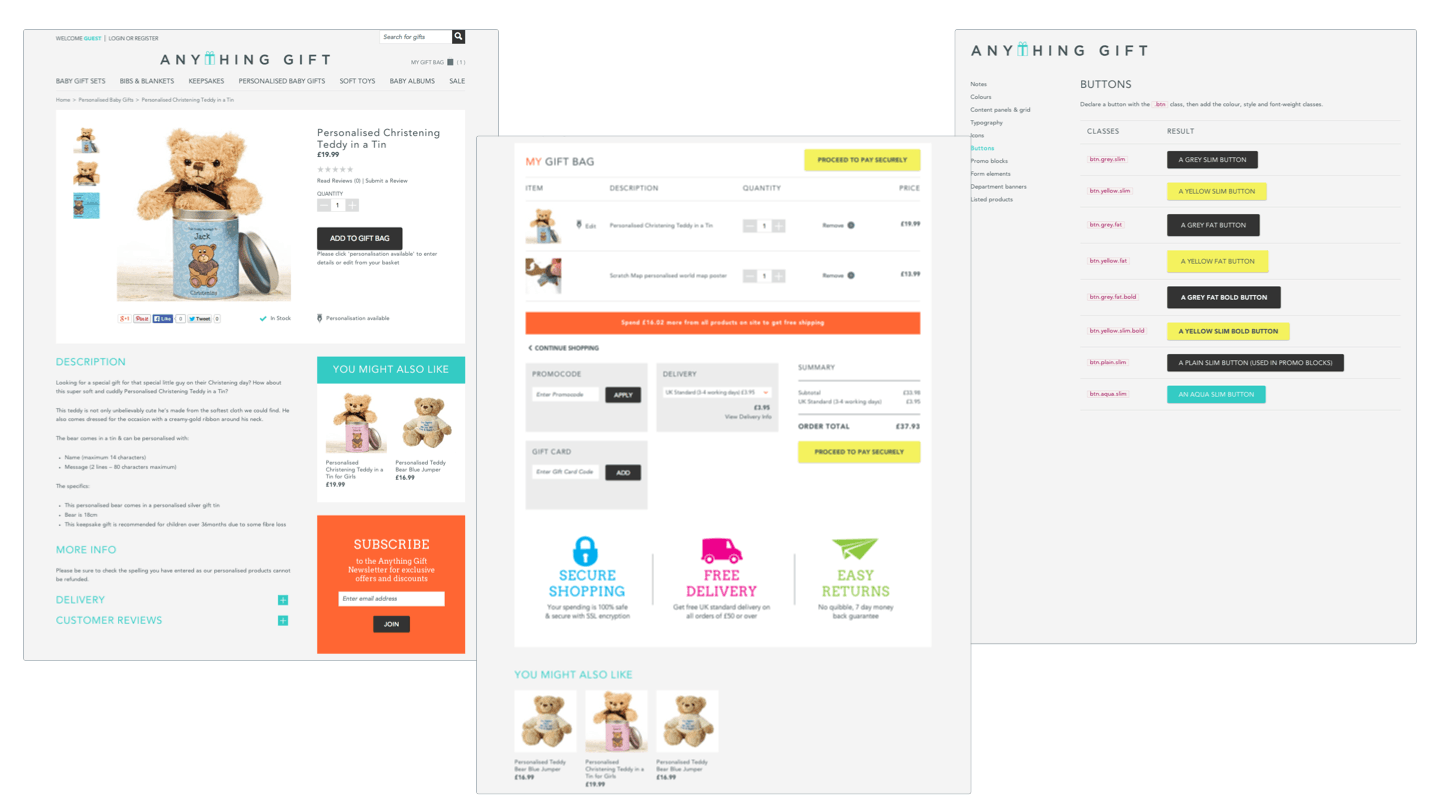 WELCOME GUEST | LOGIN OR REGISTER
Search for gifts
ANYTHING GIFT
MY GIFT BAG (1)
BABY GIFT SETS BIBS & BLANKETS KEEPSAKES PERSONALISED BABY GIFTS SOFT TOYS BABY ALBUMS SALE
Home > Personalised Baby Gifts > Personalised Christening Teddy in a Tin
Personalised Christening
Teddy in a Tin
£19.99
Read Reviews (0) | Submit a Review
QUANTITY
1
ADD TO GIFT BAG
Please click 'personalisation available' to enter
details or edit from your basket
Jack
Christening
g+1 Pin it Like 0 Tweet 0
In Stock
Personalisation available
DESCRIPTION
Looking for a special gift for that special little guy on their Christening day? How about
this super soft and cuddly Personalised Christening Teddy in a Tin?
This teddy is not only unbelievably cute he's made from the softest cloth we could find. He
also comes dressed for the occasion with a creamy-gold ribbon around his neck.
The bear comes in a tin & can be personalised with:
• Name (maximum 14 characters)
• Message (2 lines – 80 characters maximum)
The specifics:
• This personalised bear comes in a personalised silver gift tin
• Bear is 18cm
• This keepsake gift is recommended for children over 36months due to some fibre loss
MORE INFO
Please be sure to check the spelling you have entered as our personalised products cannot
be refunded.
DELIVERY
CUSTOMER REVIEWS
YOU MIGHT ALSO LIKE
Personalised
Christening Teddy in a
Tin for Girls
£19.99
Personalised Teddy
Bear Blue Jumper
£16.99
SUBSCRIBE
to the Anything Gift
Newsletter for exclusive
offers and discounts
Enter email address
JOIN
MY GIFT BAG
PROCEED TO PAY SECURELY
ITEM DESCRIPTION QUANTITY PRICE
Edit Personalised Christening Teddy in a Tin 1 Remove £19.99
Scratch Map personalised world map poster 1 Remove £13.99
Spend £16.02 more from all products on site to get free shipping
CONTINUE SHOPPING
PROMOCODE
Enter Promocode
APPLY
DELIVERY
UK Standard (3-4 working days) £3.95
£3.95
View Delivery Info
GIFT CARD
Enter Gift Card Code
ADD
SUMMARY
Subtotal £33.98
UK Standard (3-4 working days) £3.95
ORDER TOTAL £37.93
PROCEED TO PAY SECURELY
SECURE
SHOPPING
Your spending is 100% safe
& secure with SSL encryption
FREE
DELIVERY
Get free UK standard delivery on
all orders of £50 or over
EASY
RETURNS
No quibble, 7 day money
back guarantee
YOU MIGHT ALSO LIKE
Personalised Teddy
Bear Blue Jumper
£16.99
Personalised
Christening Teddy in a
Tin for Girls
£19.99
Personalised Teddy
Bear Blue Jumper
£16.99
ANYTHING GIFT
Notes
Colours
Content panels & grid
Typography
Icons
Buttons
Promo blocks
Form elements
Department banners
Listed products
BUTTONS
Declare a button with the .btn class, then add the colour, style and font-weight classes.
CLASSES RESULT
btn.grey.slim A GREY SLIM BUTTON
btn.yellow.slim A YELLOW SLIM BUTTON
btn.grey.fat A GREY FAT BUTTON
btn.yellow.fat A YELLOW FAT BUTTON
btn.grey.fat.bold A GREY FAT BOLD BUTTON
btn.yellow.slim.bold A YELLOW SLIM BOLD BUTTON
btn.plain.slim A PLAIN SLIM BUTTON (USED IN PROMO BLOCKS)
btn.aqua.slim AN AQUA SLIM BUTTON